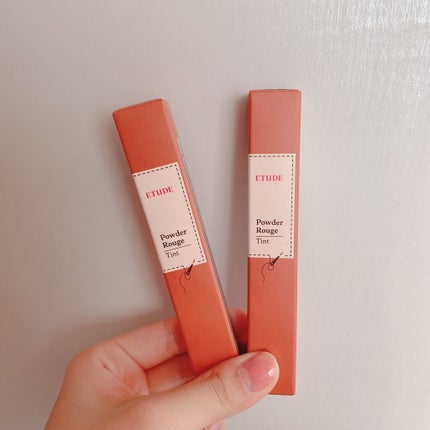 ETUDE
Powder
Rouge
Tint
ETUDE
Powder
Rouge
Tint